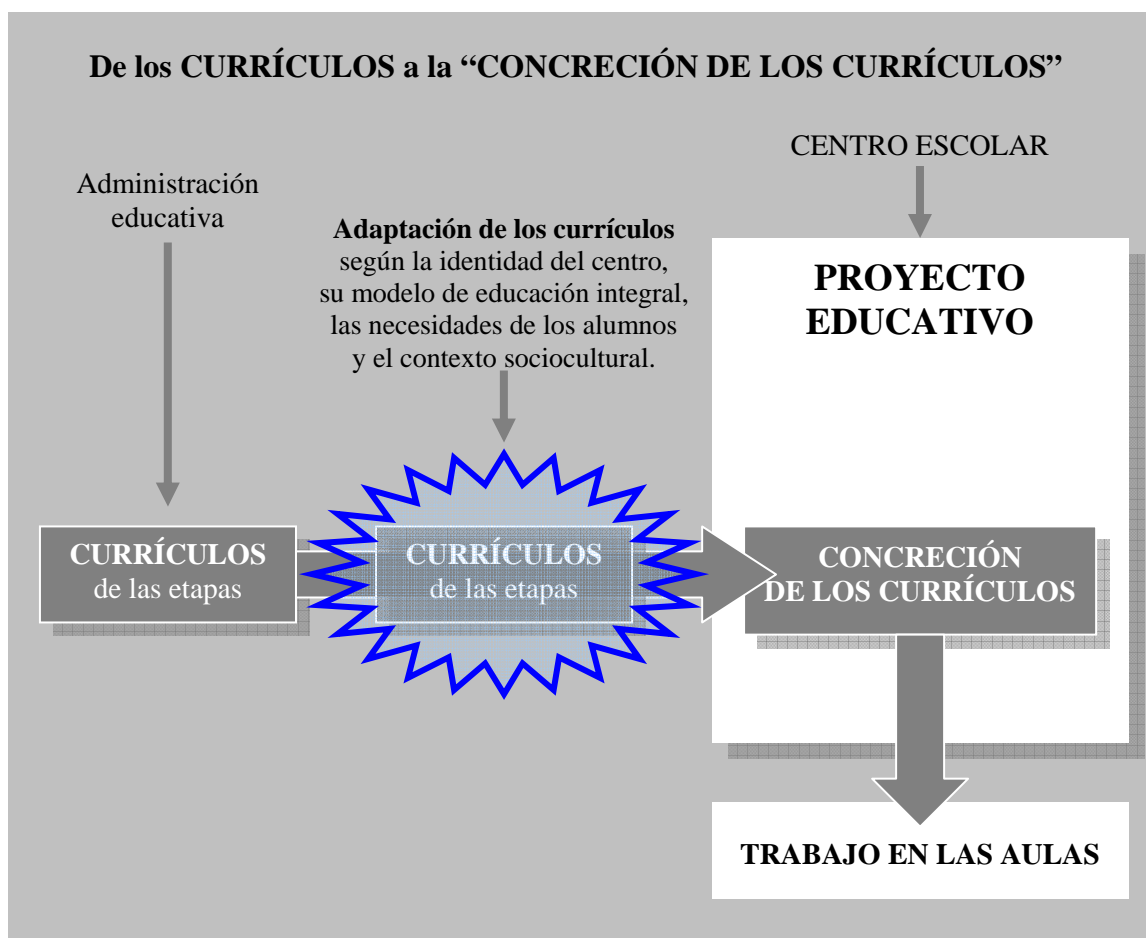 De los CURRÍCULOS a la “CONCRECIÓN DE LOS CURRÍCULOS”
CENTRO ESCOLAR
Administración
educativa
Adaptación de los currículos
según la identidad del centro,
su modelo de educación integral,
las necesidades de los alumnos
y el contexto sociocultural.
PROYECTO
EDUCATIVO
CURRÍCULOS
de las etapas
CURRÍCULOS
de las etapas
CONCRECIÓN
DE LOS CURRÍCULOS
TRABAJO EN LAS AULAS